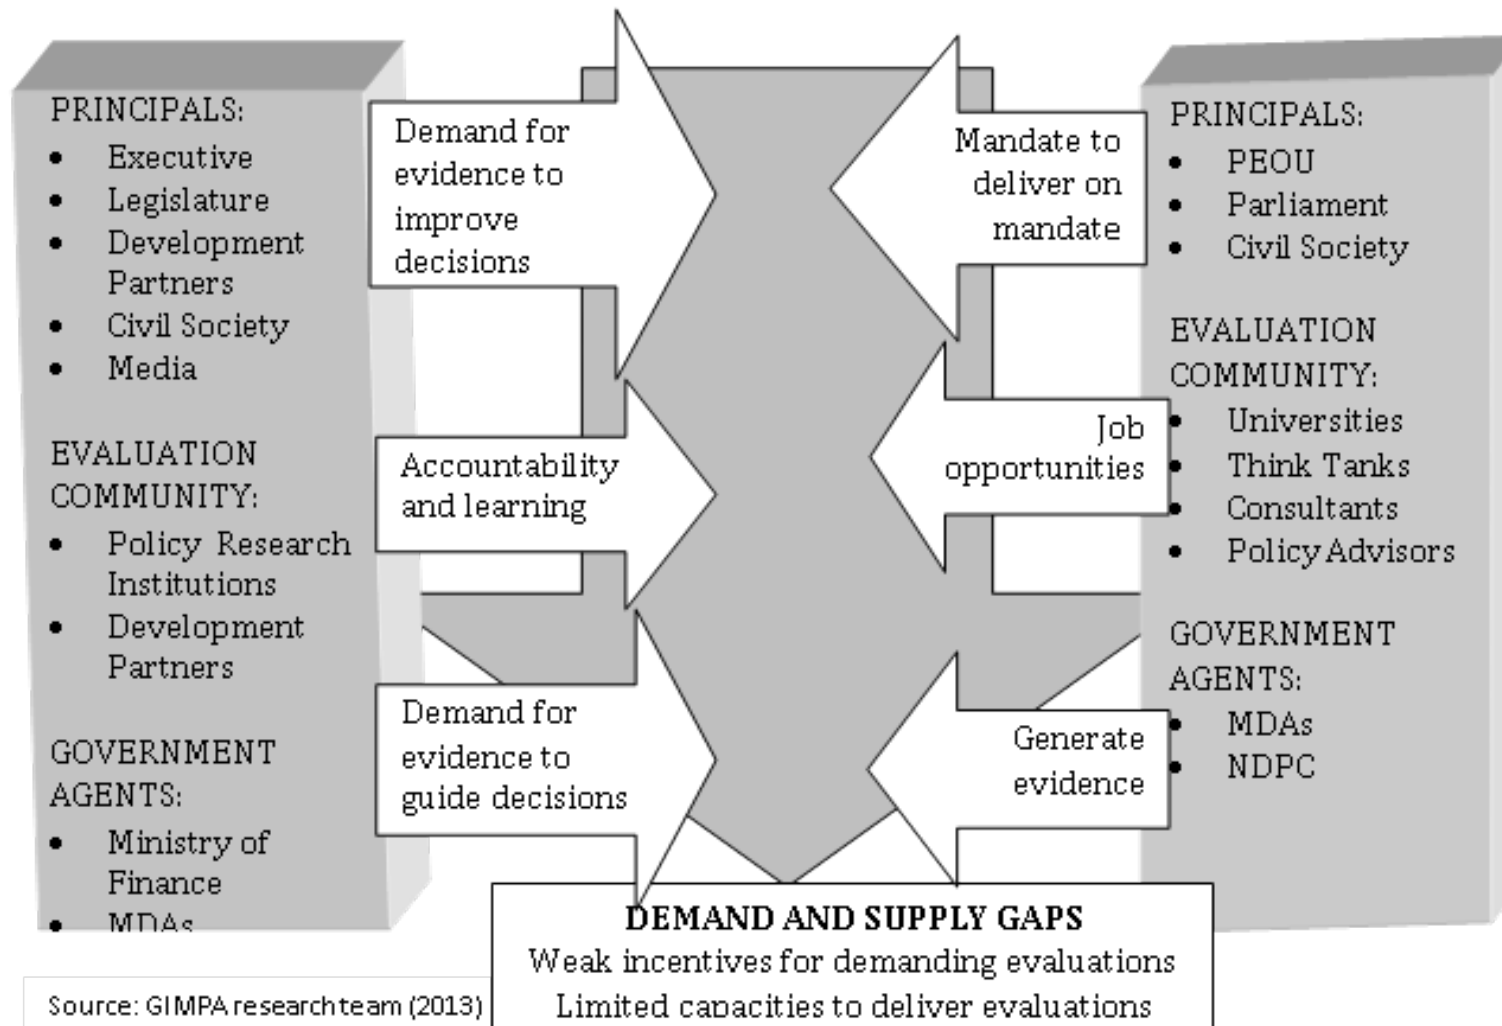 PRINCIPALS:
• Executive
• Legislature
• Development
Partners
• Civil Society
• Media
EVALUATION
COMMUNITY:
• Policy Research
Institutions
• Development
Partners
GOVERNMENT
AGENTS:
• Ministry of
Finance
• MDAs
Demand for
evidence to
improve
decisions
Accountability
and learning
Demand for
evidence to
guide decisions
Mandate to
deliver on
mandate
Job
opportunities
Generate
evidence
PRINCIPALS:
• PEOU
• Parliament
• Civil Society
EVALUATION
COMMUNITY:
• Universities
• Think Tanks
• Consultants
• Policy Advisors
GOVERNMENT
AGENTS:
• MDAs
• NDPC
DEMAND AND SUPPLY GAPS
Weak incentives for demanding evaluations
Limited capacities to deliver evaluations
Source: GIMPA research team (2013)